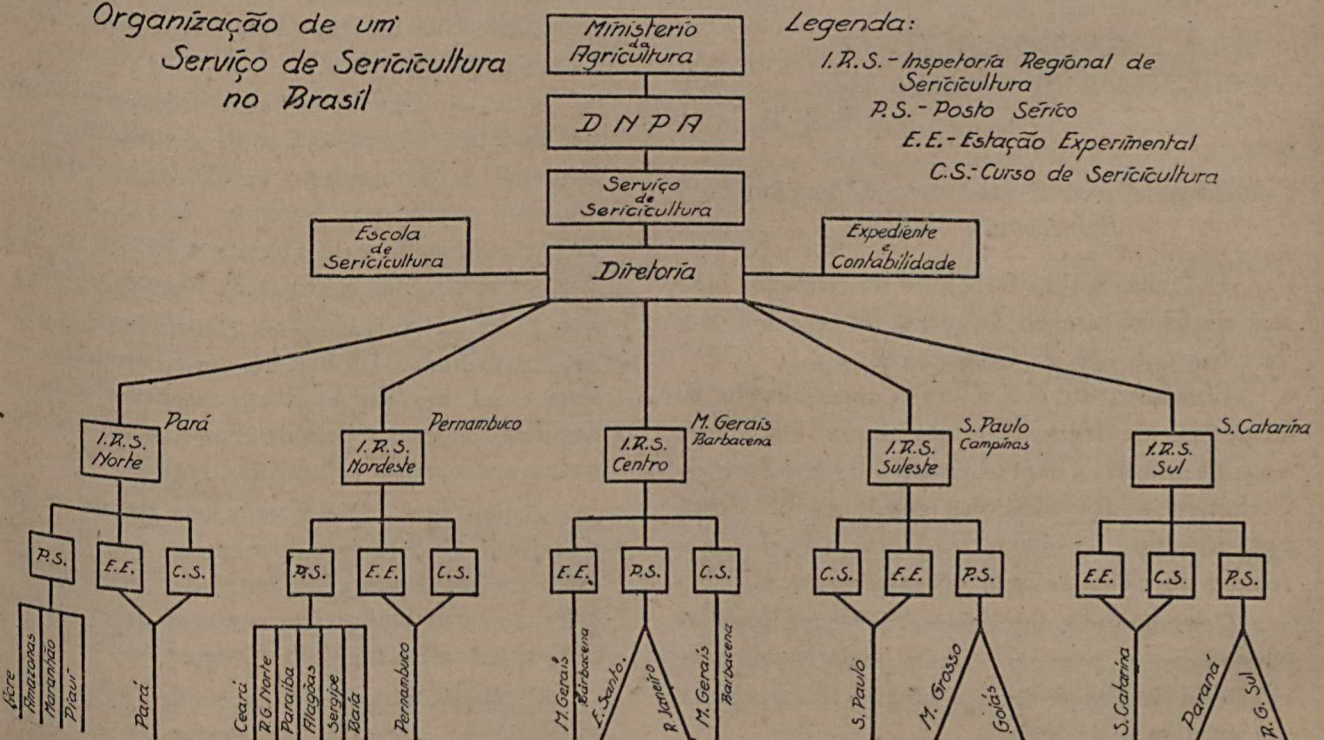 Organização de um
Serviço de Sericicultura
no Brasil
Ministerio
da
Agricultura
Legenda:
I.R.S.-Inspetoria Regional de
Sericicultura
P.S.-Posto Sérico
E.E.-Estação Experimental
C.S.-Curso de Sericicultura
D N P A
Serviço
de
Sericicultura
Escola
de
Sericicultura
Diretoria
Expediente
e
Contabilidade
I.R.S.
Norte
Pará
I.R.S.
Nordeste
Pernambuco
I.R.S.
Centro
M. Gerais
Barbacena
I.R.S.
Suleste
S. Paulo
Campinas
I.R.S.
Sul
S. Catarina
P.S.
E.E.
C.S.
P.S.
E.E.
C.S.
E.E.
P.S.
C.S.
C.S.
E.E.
P.S.
E.E.
C.S.
P.S.
Acre
Amazonas
Maranhão
Piauí
Pará
Ceará
R.G. Norte
Paraiba
Alagôas
Sergipe
Baía
Pernambuco
M. Gerais
Barbacena
E. Santo.
R Janeiro
M. Gerais
Barbacena
S. Paulo
M. Grosso
Goiás
S. Catarina
Paraná
R. G. Sul